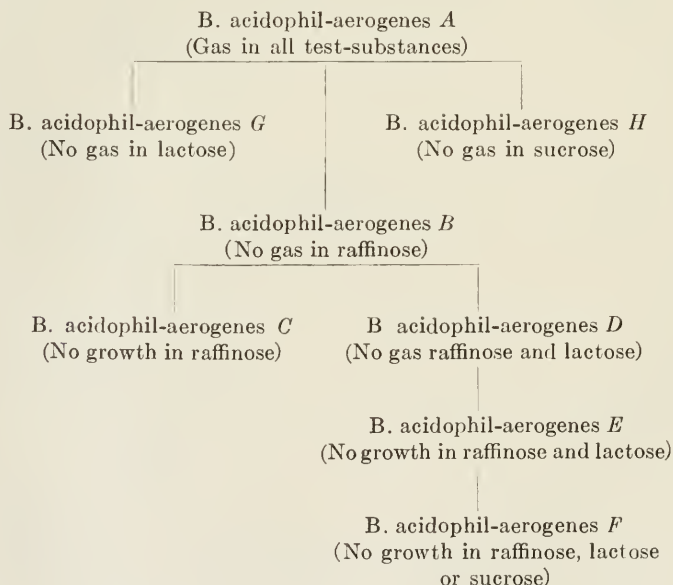 B. acidophil-aerogenes A
(Gas in all test-substances)
B. acidophil-aerogenes G
(No gas in lactose)
B. acidophil-aerogenes H
(No gas in sucrose)
B. acidophil-aerogenes B
(No gas in raffinose)
B. acidophil-aerogenes C
(No growth in raffinose)
B acidophil-aerogenes D
(No gas raffinose and lactose)
B. acidophil-aerogenes E
(No growth in raffinose and lactose)
B. acidophil-aerogenes F
(No growth in raffinose, lactose
or sucrose)